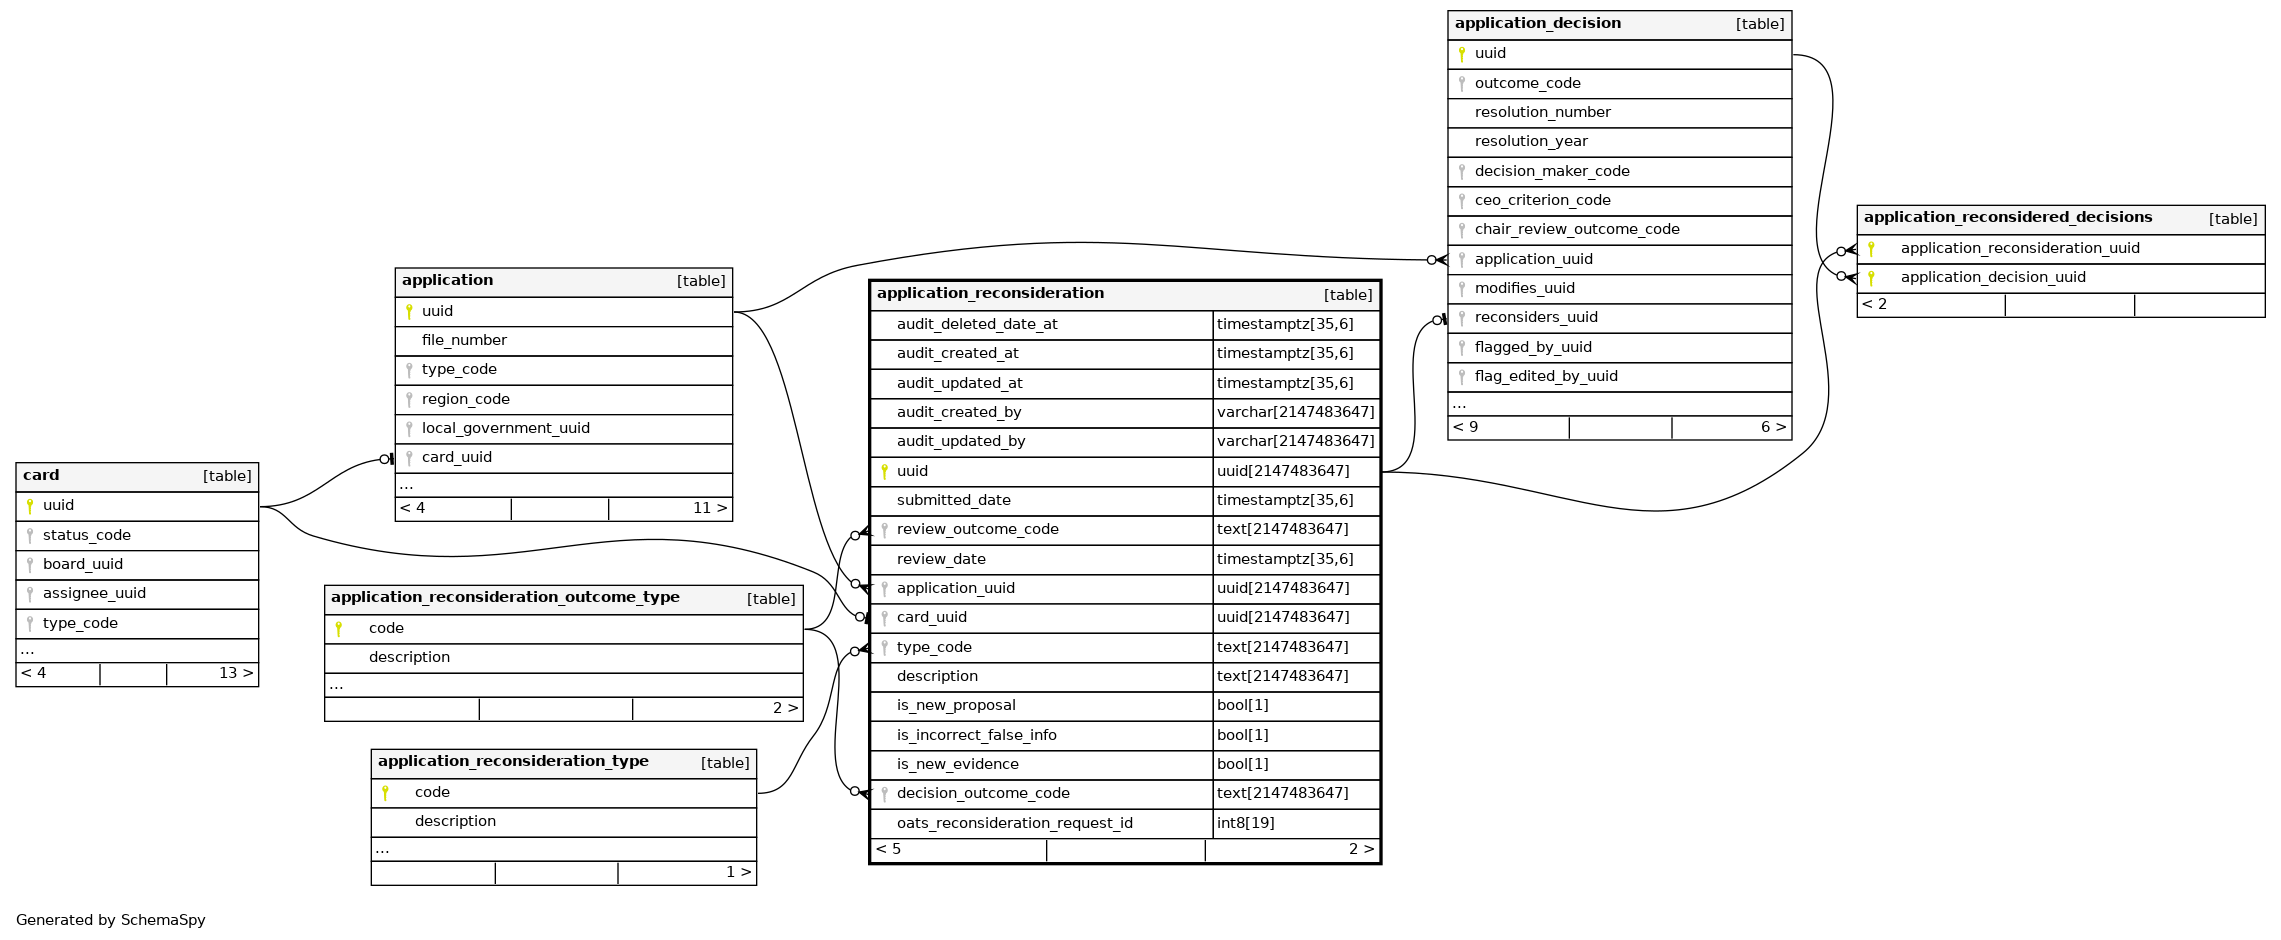 application_decision [table]
uuid
outcome_code
resolution_number
resolution_year
decision_maker_code
ceo_criterion_code
chair_review_outcome_code
application_uuid
modifies_uuid
reconsiders_uuid
flagged_by_uuid
flag_edited_by_uuid
...
< 9 6 >
application_reconsidered_decisions [table]
application_reconsideration_uuid
application_decision_uuid
< 2
application [table]
uuid
file_number
type_code
region_code
local_government_uuid
card_uuid
...
< 4 11 >
application_reconsideration [table]
audit_deleted_date_at timestamptz[35,6]
audit_created_at timestamptz[35,6]
audit_updated_at timestamptz[35,6]
audit_created_by varchar[2147483647]
audit_updated_by varchar[2147483647]
uuid uuid[2147483647]
submitted_date timestamptz[35,6]
review_outcome_code text[2147483647]
review_date timestamptz[35,6]
application_uuid uuid[2147483647]
card_uuid uuid[2147483647]
type_code text[2147483647]
description text[2147483647]
is_new_proposal bool[1]
is_incorrect_false_info bool[1]
is_new_evidence bool[1]
decision_outcome_code text[2147483647]
oats_reconsideration_request_id int8[19]
< 5 2 >
card [table]
uuid
status_code
board_uuid
assignee_uuid
type_code
...
< 4 13 >
application_reconsideration_outcome_type [table]
code
description
...
2 >
application_reconsideration_type [table]
code
description
...
1 >
Generated by SchemaSpy